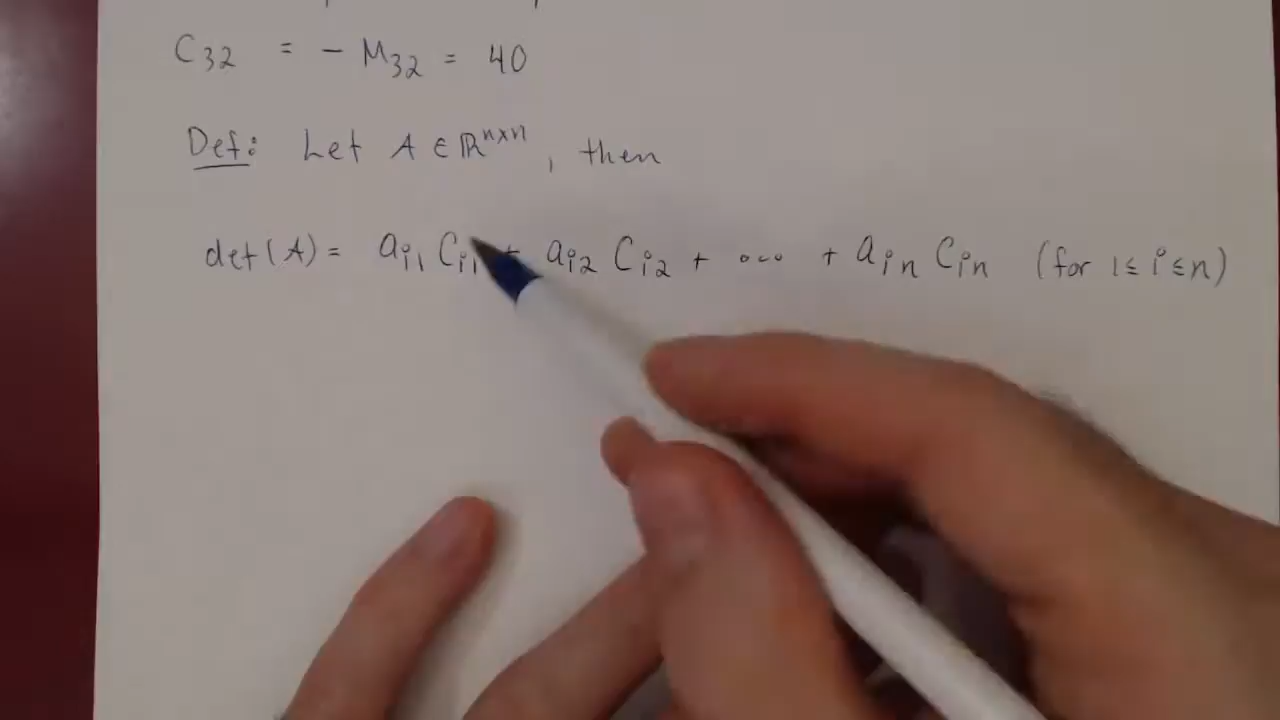 C₃₂ = - M₃₂ = 40
Def: Let A ∈ ℝⁿˣⁿ, then
det(A) = aᵢ₁ Cᵢ₁ + aᵢ₂ Cᵢ₂ + ... + aᵢₙ Cᵢₙ (for 1 ≤ i ≤ n)